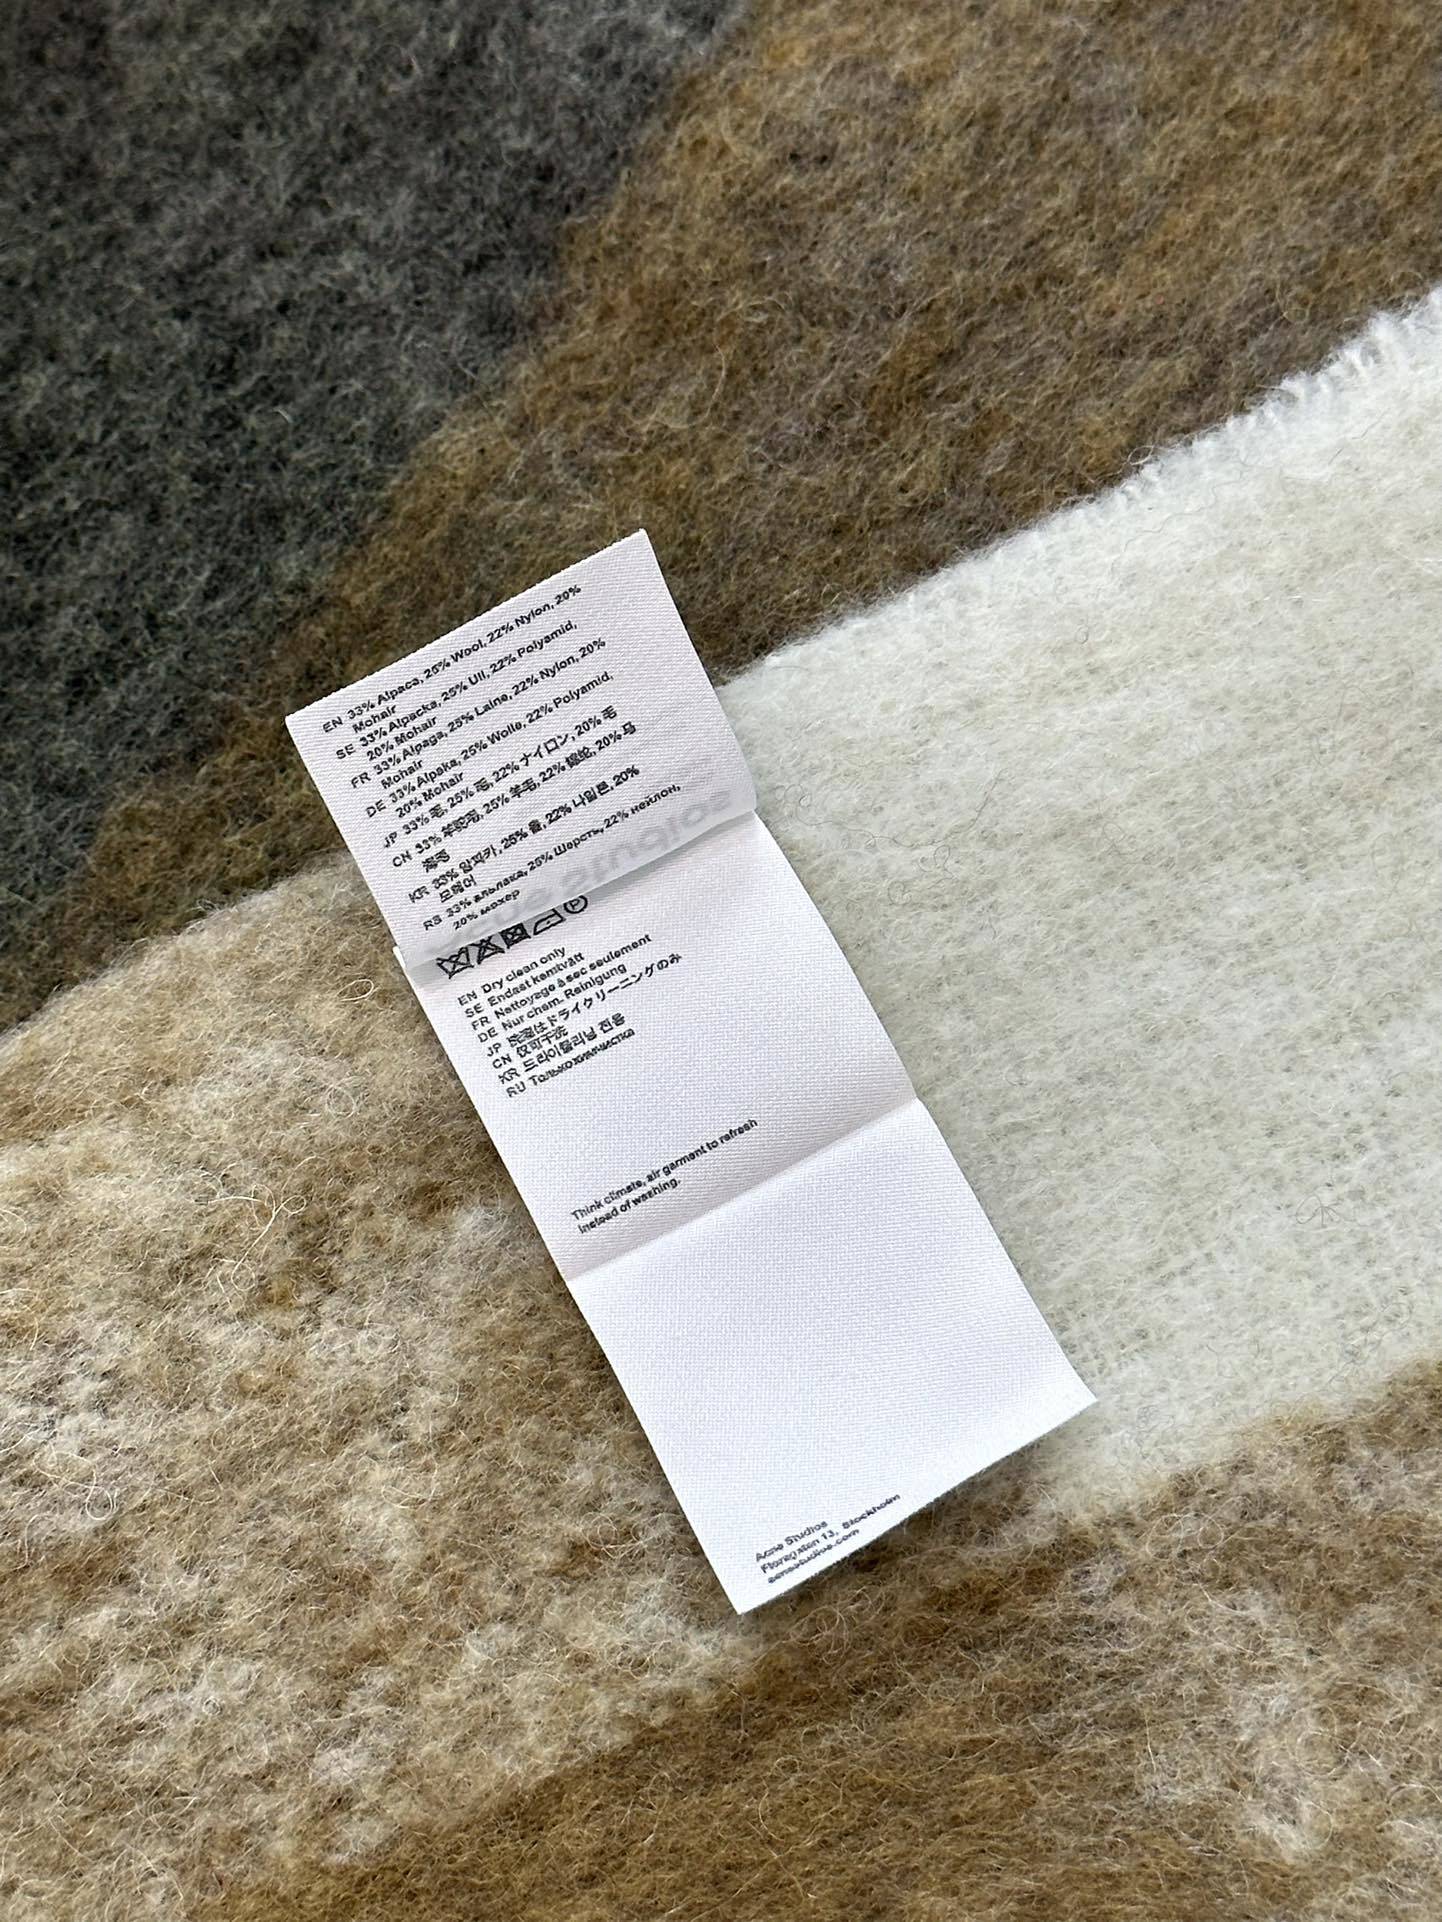 EN 33% Alpaca, 25% Wool, 22% Nylon, 20%
Mohair
SE 33% Alpacka, 25% Ull, 22% Polyamid,
20% Mohair
FR 33% Alpaga, 25% Laine, 22% Nylon, 20%
Mohair
DE 33% Alpaka, 25% Wolle, 22% Polyamid,
20% Mohair
JP 33% 毛, 25% 毛, 22% ナイロン, 20% 毛
CN 33% 羊驼毛, 25% 羊毛, 22% 锦纶, 20% 马
海毛
KR 33% 알파카, 25% 울, 22% 나일론, 20%
모헤어
RS 33% альпака, 25% Шерсть, 22% нейлон,
20% мохер
EN Dry clean only
SE Endast kemtvätt
FR Nettoyage à sec seulement
DE Nur chem. Reinigung
JP 洗濯はドライクリーニングのみ
CN 仅可干洗
KR 드라이클리닝 전용
RU Только химчистка
Think climate, air garment to refresh
instead of washing.
Acne Studios
13, Stockholm